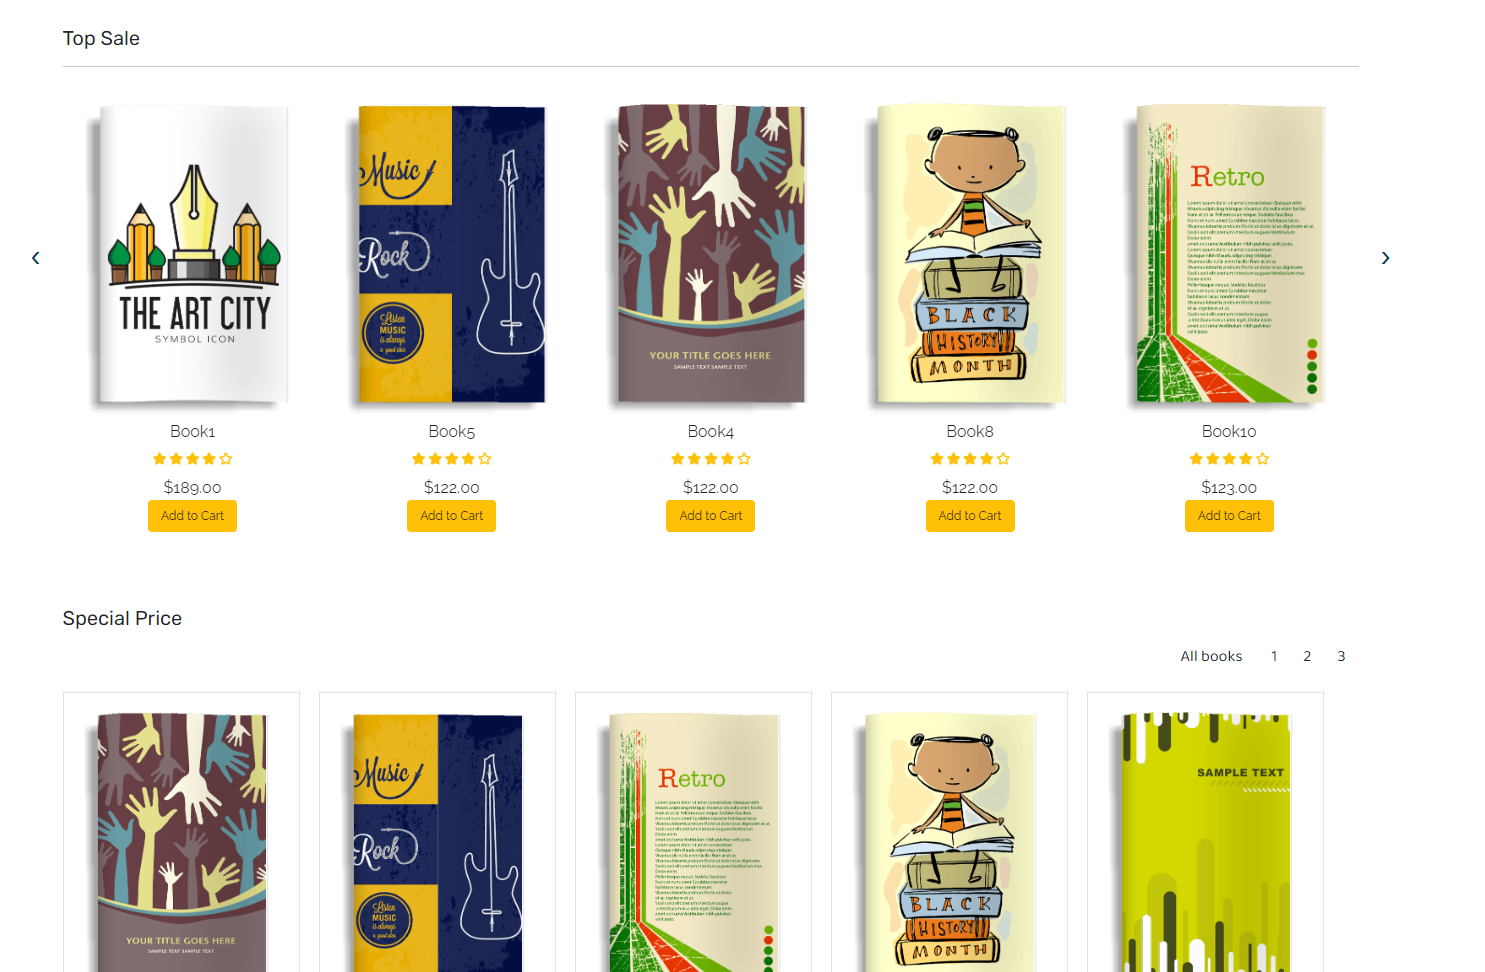 Top Sale
THE ART CITY
SYMBOL ICON
Music
Rock
Listen
MUSIC
is always
a good idea
YOUR TITLE GOES HERE
SAMPLE TEXT SAMPLE TEXT
BLACK
HISTORY
MONTH
Retro
‹
›
Book1
Book5
Book4
Book8
Book10
$189.00
$122.00
$122.00
$122.00
$123.00
Add to Cart
Add to Cart
Add to Cart
Add to Cart
Add to Cart
Special Price
All books 1 2 3
YOUR TITLE GOES HERE
SAMPLE TEXT SAMPLE TEXT
Music
Rock
Listen
MUSIC
is always
a good idea
Retro
BLACK
HISTORY
MONTH
SAMPLE TEXT